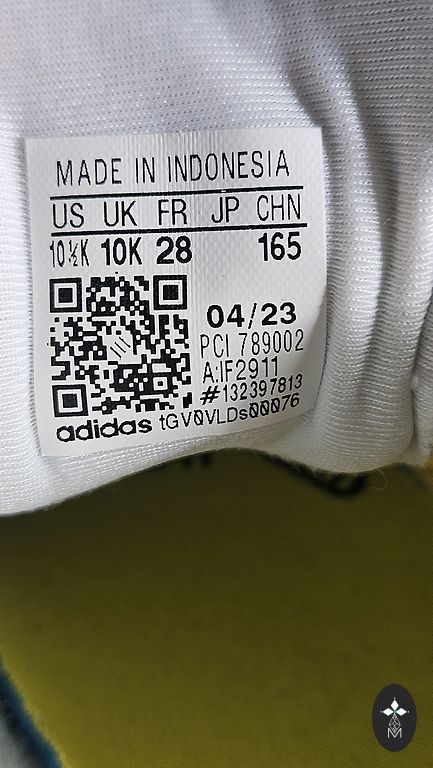 MADE IN INDONESIA
US UK FR JP CHN
10½K 10K 28 165
04/23
PCI 789002
A:IF2911
#132397813
adidas tGV0VLDs00076